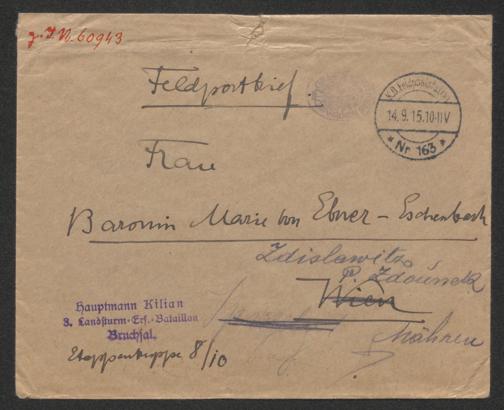 z. J. N. 60943
Feldpostbrief
14.9.15.10-11V
* Nr 163 *
Frau
Baronin Marie von Ebner-Eschenbach
Zdislawitz
P. Zdounek
Wien
Mähren
Hauptmann Kilian
3. Landsturm-Ers.-Bataillon
Bruchsal.
Etappentruppe 8/10